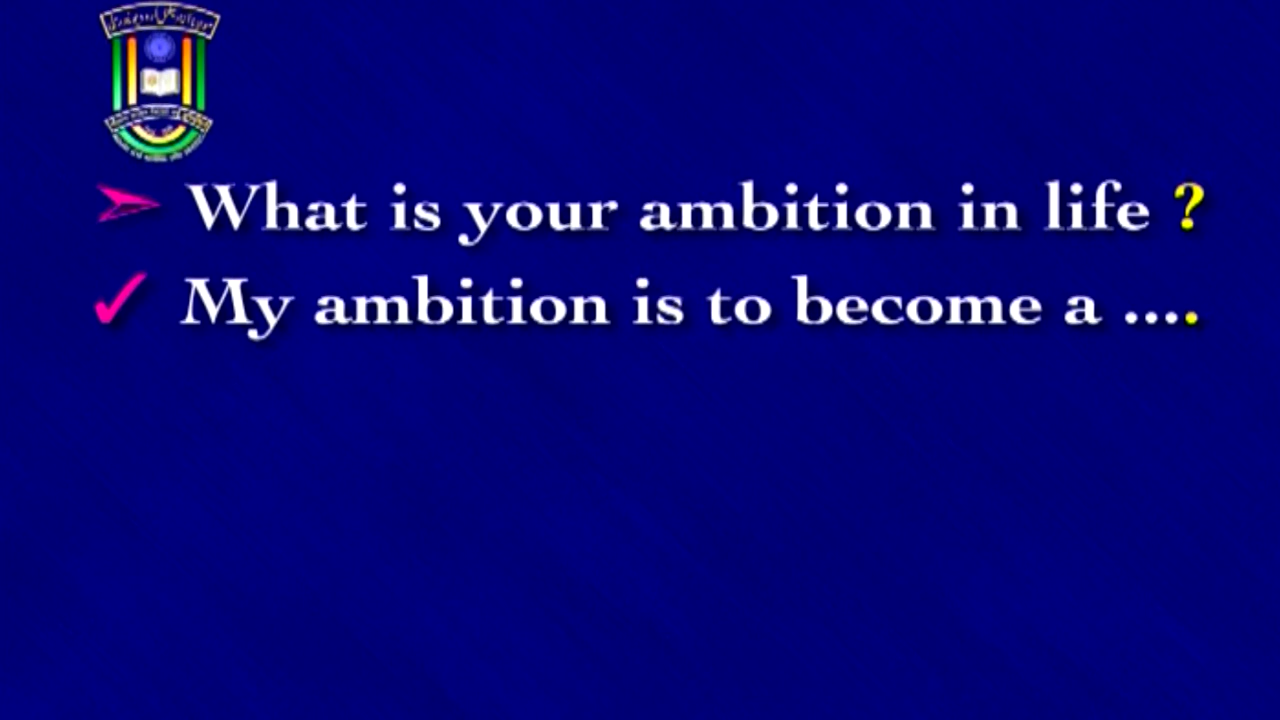 What is your ambition in life ?
My ambition is to become a ....